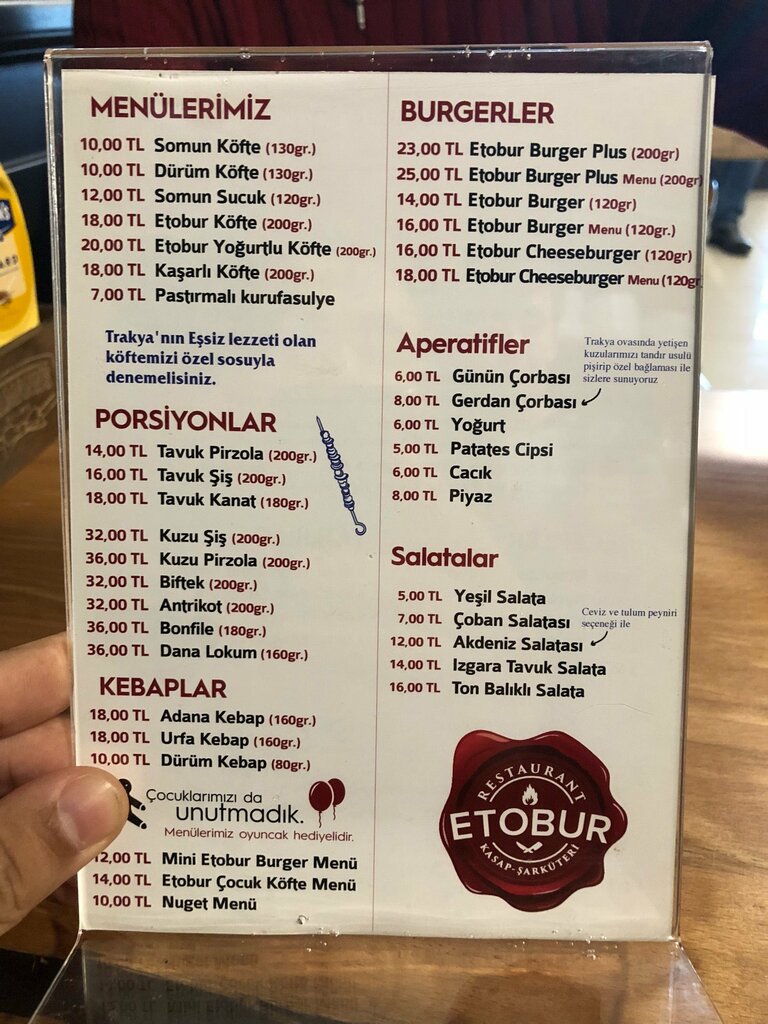 MENÜLERİMİZ
10,00 TL Somun Köfte (130gr.)
10,00 TL Dürüm Köfte (130gr.)
12,00 TL Somun Sucuk (120gr.)
18,00 TL Etobur Köfte (200gr.)
20,00 TL Etobur Yoğurtlu Köfte (200gr.)
18,00 TL Kaşarlı Köfte (200gr.)
7,00 TL Pastırmalı kurufasulye
Trakya'nın Eşsiz lezzeti olan
köftemizi özel sosuyla
denemelisiniz.
PORSİYONLAR
14,00 TL Tavuk Pirzola (200gr.)
16,00 TL Tavuk Şiş (200gr.)
18,00 TL Tavuk Kanat (180gr.)
32,00 TL Kuzu Şiş (200gr.)
36,00 TL Kuzu Pirzola (200gr.)
32,00 TL Biftek (200gr.)
32,00 TL Antrikot (200gr.)
36,00 TL Bonfile (180gr.)
36,00 TL Dana Lokum (160gr.)
KEBAPLAR
18,00 TL Adana Kebap (160gr.)
18,00 TL Urfa Kebap (160gr.)
10,00 TL Dürüm Kebap (80gr.)
Çocuklarımızı da
unutmadık.
Menülerimiz oyuncak hediyelidir.
12,00 TL Mini Etobur Burger Menü
14,00 TL Etobur Çocuk Köfte Menü
10,00 TL Nuget Menü
BURGERLER
23,00 TL Etobur Burger Plus (200gr)
25,00 TL Etobur Burger Plus Menu (200gr)
14,00 TL Etobur Burger (120gr)
16,00 TL Etobur Burger Menu (120gr.)
16,00 TL Etobur Cheeseburger (120gr)
18,00 TL Etobur Cheeseburger Menu (120gr)
Aperatifler
Trakya ovasında yetişen
kuzularımızı tandır usulü
pişirip özel bağlaması ile
sizlere sunuyoruz
6,00 TL Günün Çorbası
8,00 TL Gerdan Çorbası
6,00 TL Yoğurt
5,00 TL Patates Cipsi
6,00 TL Cacık
8,00 TL Piyaz
Salatalar
5,00 TL Yeşil Salata
7,00 TL Çoban Salatası
Ceviz ve tulum peyniri
seçeneği ile
12,00 TL Akdeniz Salatası
14,00 TL Izgara Tavuk Salata
16,00 TL Ton Balıklı Salata
RESTAURANT
ETOBUR
KASAP-ŞARKÜTERİ